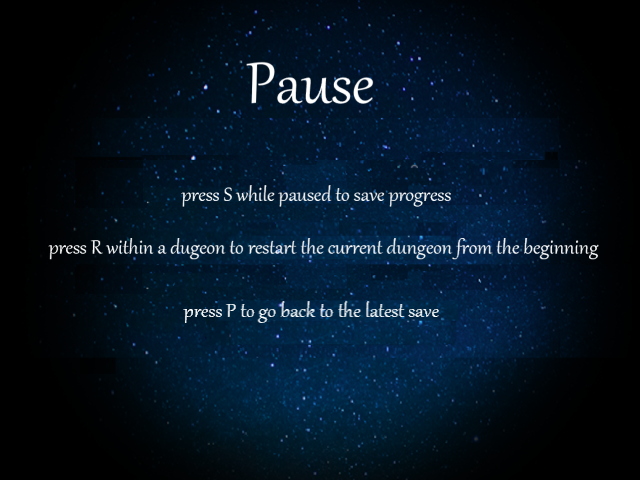 Pause
press S while paused to save progress
press R within a dugeon to restart the current dungeon from the beginning
press P to go back to the latest save